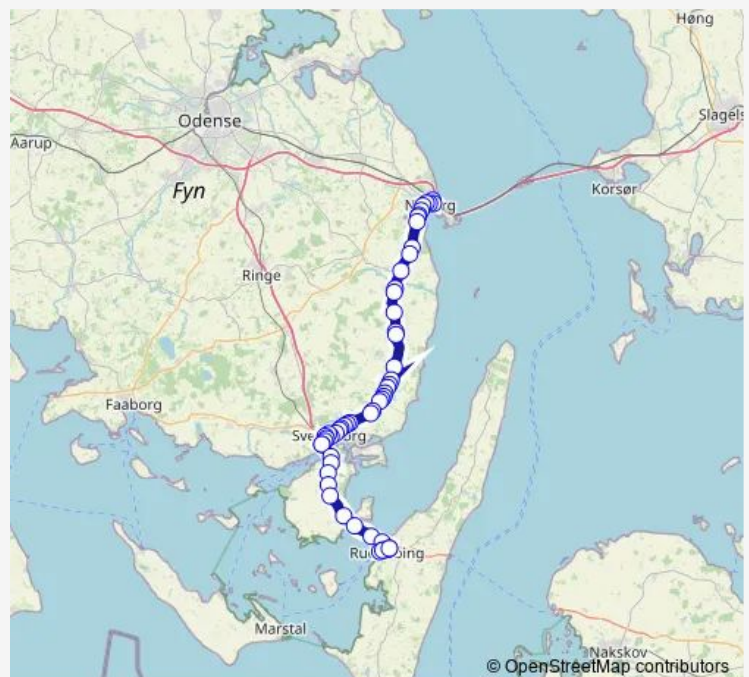 Høng
Slagels
Odense
Aarup
Fyn
Korsør
Ringe
Faaborg
Marstal
Nakskov
© OpenStreetMap contributors